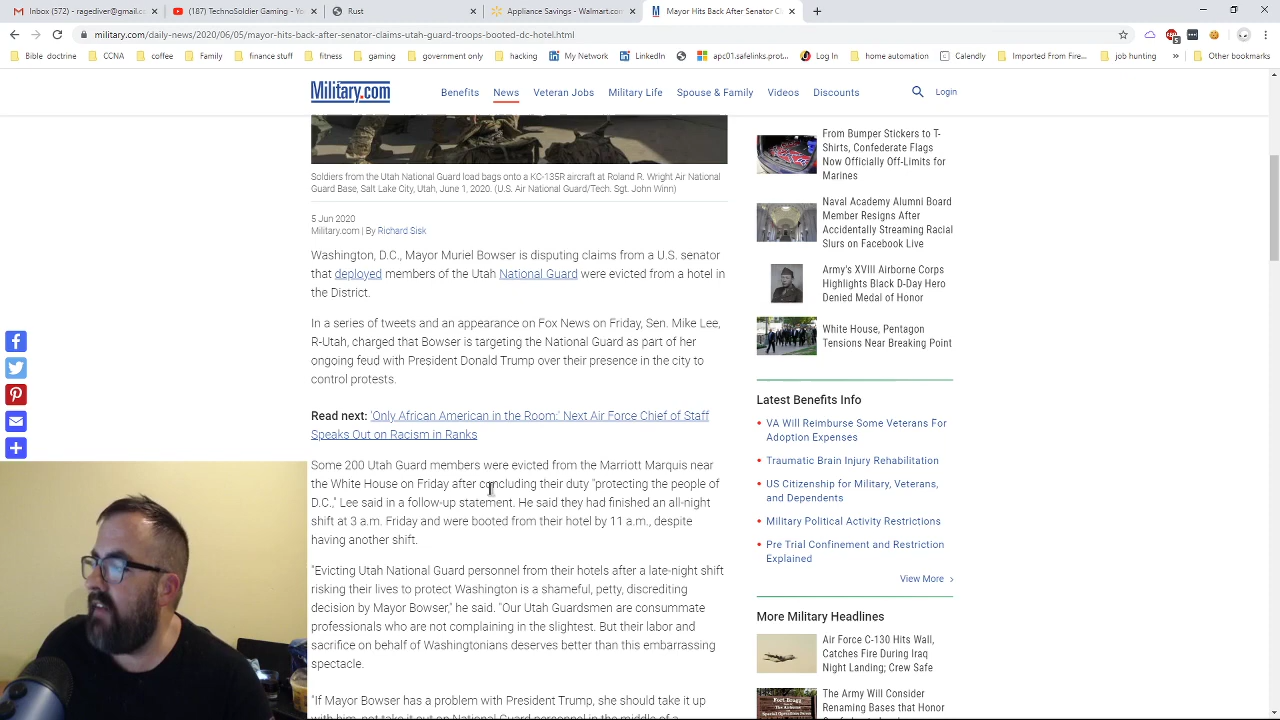 Inbox (572) - ragediver@gmail.co
(187) TechnoSoldier Gaming - Yo
Rust
Appliance Services - Walmart.com
Mayor Hits Back After Senator Cl
military.com/daily-news/2020/06/05/mayor-hits-back-after-senator-claims-utah-guard-troops-booted-dc-hotel.html
Bible doctrine
CCNA
coffee
Family
finance stuff
fitness
gaming
government only
incident pics
My Network
LinkedIn
apc01.safelinks.prot...
Log In
home automation
Calendly
Imported From Fire...
job hunting
Other bookmarks
Military.com
Benefits
News
Veteran Jobs
Military Life
Spouse & Family
Videos
Discounts
Login
Soldiers from the Utah National Guard load bags onto a KC-135R aircraft at Roland R. Wright Air National
Guard Base, Salt Lake City, Utah, June 1, 2020. (U.S. Air National Guard/Tech. Sgt. John Winn)
5 Jun 2020
Military.com | By Richard Sisk
Washington, D.C., Mayor Muriel Bowser is disputing claims from a U.S. senator
that deployed members of the Utah National Guard were evicted from a hotel in
the District.
In a series of tweets and an appearance on Fox News on Friday, Sen. Mike Lee,
R-Utah, charged that Bowser is targeting the National Guard as part of her
ongoing feud with President Donald Trump over their presence in the city to
control protests.
Read next: 'Only African American in the Room:' Next Air Force Chief of Staff
Speaks Out on Racism in Ranks
Some 200 Utah Guard members were evicted from the Marriott Marquis near
the White House on Friday after concluding their duty "protecting the people of
D.C.," Lee said in a follow-up statement. He said they had finished an all-night
shift at 3 a.m. Friday and were booted from their hotel by 11 a.m., despite
having another shift.
"Evicting Utah National Guard personnel from their hotels after a late-night shift
risking their lives to protect Washington is a shameful, petty, discrediting
decision by Mayor Bowser," he said. "Our Utah Guardsmen are consummate
professionals who are not complaining in the slightest. But their labor and
sacrifice on behalf of Washingtonians deserves better than this embarrassing
spectacle.
"If Mayor Bowser has a problem with President Trump, she should take it up
with him, not take it out on National Guard personnel in the middle of a
From Bumper Stickers to T-
Shirts, Confederate Flags
Now Officially Off-Limits for
Marines
Naval Academy Alumni Board
Member Resigns After
Accidentally Streaming Racial
Slurs on Facebook Live
Army's XVIII Airborne Corps
Highlights Black D-Day Hero
Denied Medal of Honor
White House, Pentagon
Tensions Near Breaking Point
Latest Benefits Info
VA Will Reimburse Some Veterans For
Adoption Expenses
Traumatic Brain Injury Rehabilitation
US Citizenship for Military, Veterans,
and Dependents
Military Political Activity Restrictions
Pre Trial Confinement and Restriction
Explained
View More
More Military Headlines
Air Force C-130 Hits Wall,
Catches Fire During Iraq
Night Landing; Crew Safe
The Army Will Consider
Renaming Bases that Honor